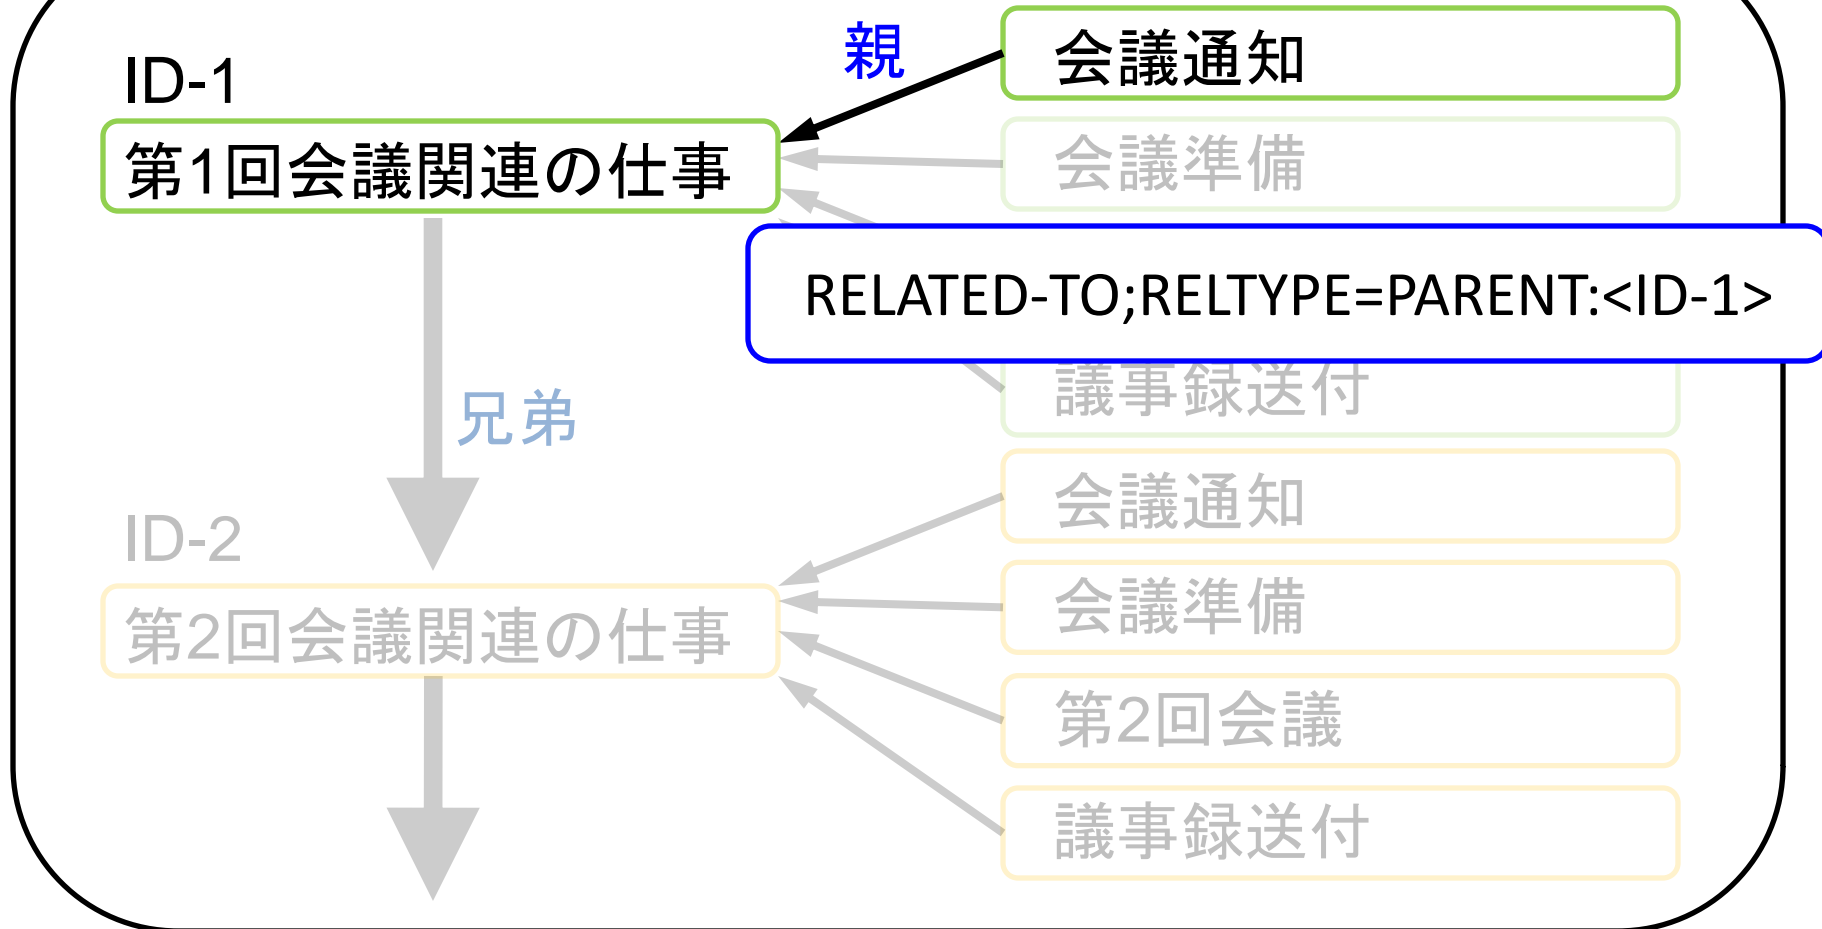 親
会議通知
ID-1
第1回会議関連の仕事
会議準備
RELATED-TO;RELTYPE=PARENT:<ID-1>
議事録送付
兄弟
会議通知
ID-2
第2回会議関連の仕事
会議準備
第2回会議
議事録送付